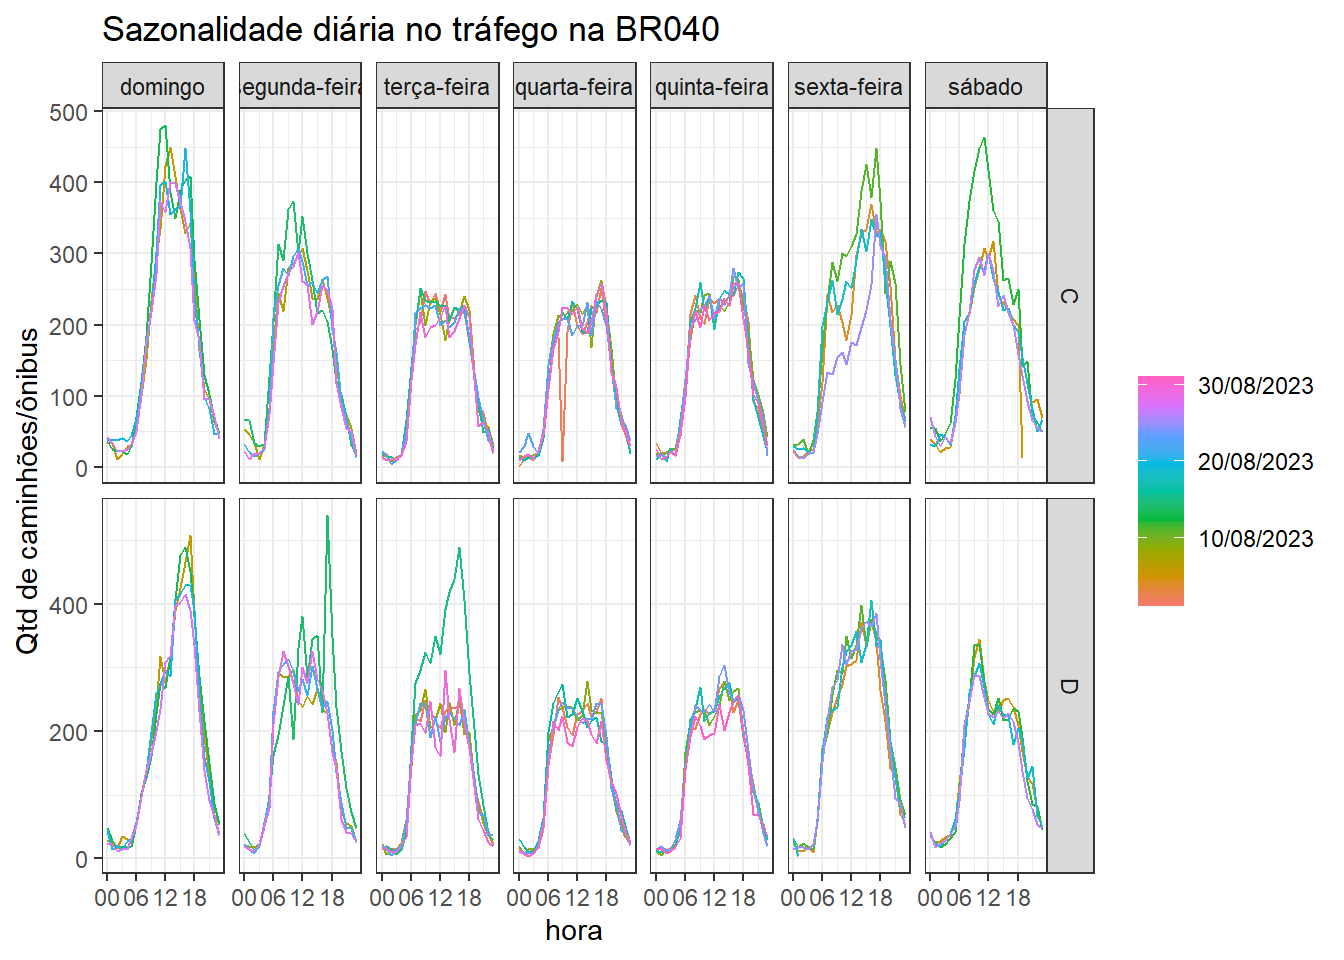 Sazonalidade diária no tráfego na BR040
domingo
segunda-feira
terça-feira
quarta-feira
quinta-feira
sexta-feira
sábado
500
400
300
200
100
0
C
400
200
0
D
Qtd de caminhões/ônibus
00 06 12 18
00 06 12 18
00 06 12 18
00 06 12 18
00 06 12 18
00 06 12 18
00 06 12 18
hora
30/08/2023
20/08/2023
10/08/2023